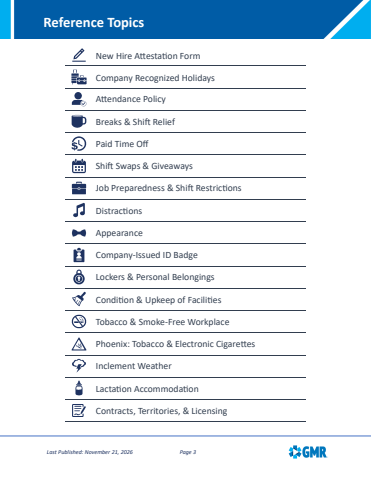 Reference Topics
New Hire Attestation Form
Company Recognized Holidays
Attendance Policy
Breaks & Shift Relief
Paid Time Off
Shift Swaps & Giveaways
Job Preparedness & Shift Restrictions
Distractions
Appearance
Company-Issued ID Badge
Lockers & Personal Belongings
Condition & Upkeep of Facilities
Tobacco & Smoke-Free Workplace
Phoenix: Tobacco & Electronic Cigarettes
Inclement Weather
Lactation Accommodation
Contracts, Territories, & Licensing
Last Published: November 21, 2026 Page 3 GMR